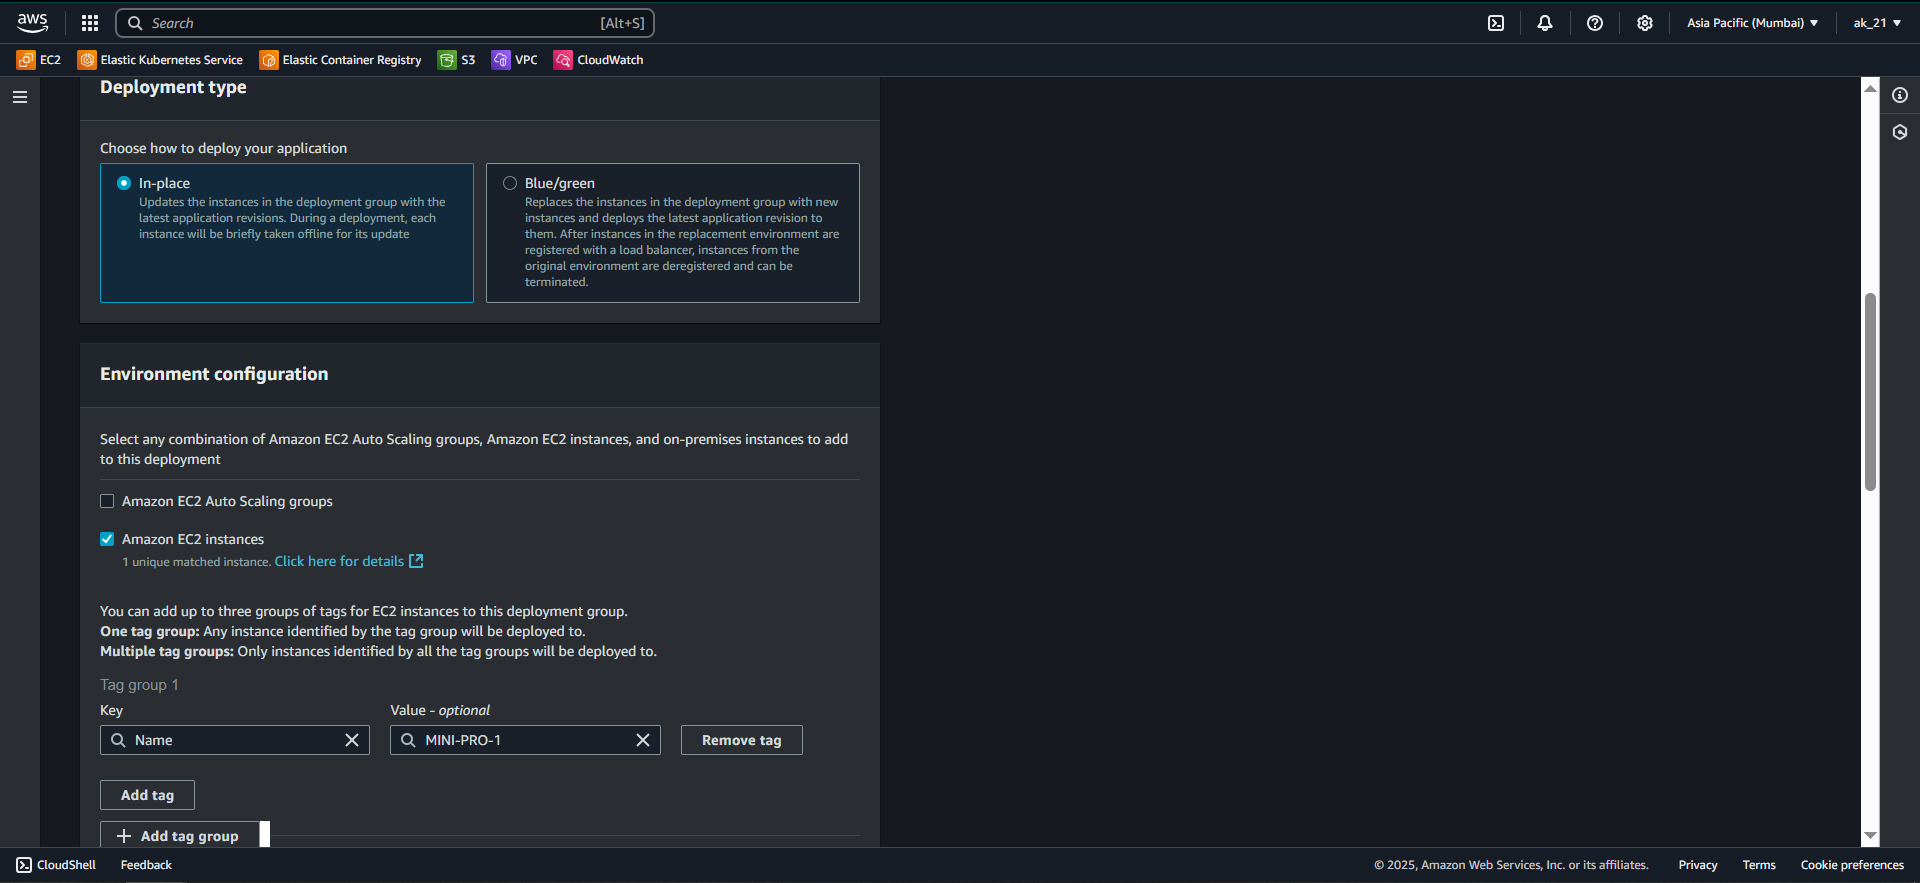 aws
Search [Alt+S]
Asia Pacific (Mumbai)
ak_21
EC2
Elastic Kubernetes Service
Elastic Container Registry
S3
VPC
CloudWatch
Deployment type
Choose how to deploy your application
In-place
Updates the instances in the deployment group with the
latest application revisions. During a deployment, each
instance will be briefly taken offline for its update
Blue/green
Replaces the instances in the deployment group with new
instances and deploys the latest application revision to
them. After instances in the replacement environment are
registered with a load balancer, instances from the
original environment are deregistered and can be
terminated.
Environment configuration
Select any combination of Amazon EC2 Auto Scaling groups, Amazon EC2 instances, and on-premises instances to add
to this deployment
Amazon EC2 Auto Scaling groups
Amazon EC2 instances
1 unique matched instance. Click here for details
You can add up to three groups of tags for EC2 instances to this deployment group.
One tag group: Any instance identified by the tag group will be deployed to.
Multiple tag groups: Only instances identified by all the tag groups will be deployed to.
Tag group 1
Key
Value - optional
Name
MINI-PRO-1
Remove tag
Add tag
+ Add tag group
CloudShell
Feedback
© 2025, Amazon Web Services, Inc. or its affiliates.
Privacy
Terms
Cookie preferences